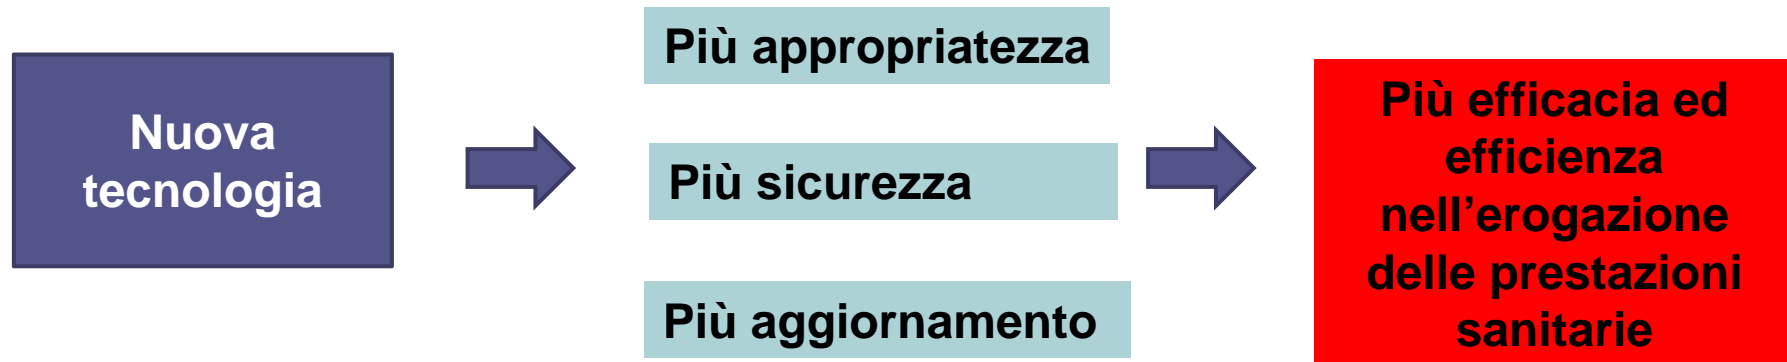 Nuova
tecnologia
Più appropriatezza
Più sicurezza
Più aggiornamento
Più efficacia ed
efficienza
nell’erogazione
delle prestazioni
sanitarie